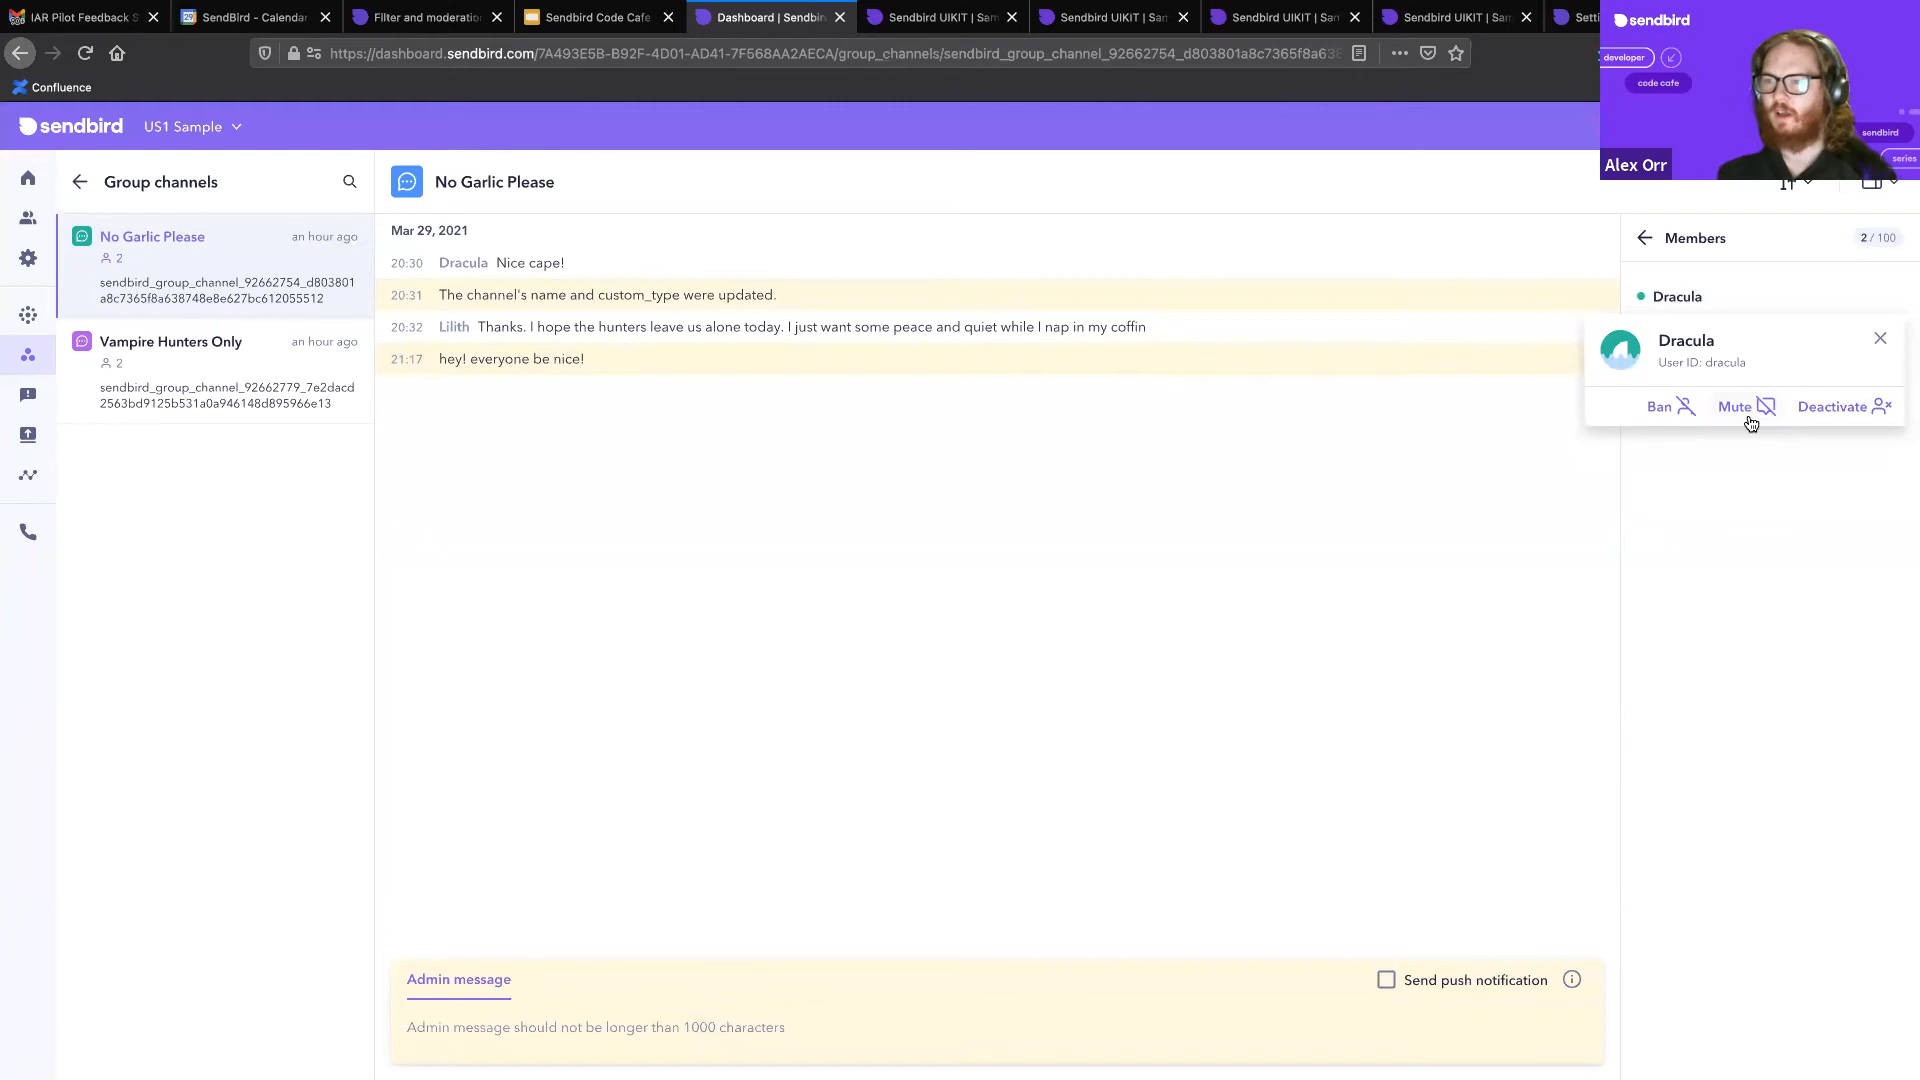 IAR Pilot Feedback S
SendBird - Calendar
Filter and moderation
Sendbird Code Cafe
Dashboard | Sendbir
Sendbird UIKIT | Sam
Sendbird UIKIT | Sam
Sendbird UIKIT | Sam
Sendbird UIKIT | Sam
Setti
https://dashboard.sendbird.com/7A493E5B-B92F-4D01-AD41-7F568AA2AECA/group_channels/sendbird_group_channel_92662754_d803801a8c7365f8a638
Confluence
sendbird
developer
code cafe
sendbird
series
Alex Orr
sendbird
US1 Sample
Group channels
No Garlic Please
an hour ago
2
sendbird_group_channel_92662754_d803801
a8c7365f8a638748e8e627bc612055512
Vampire Hunters Only
an hour ago
2
sendbird_group_channel_92662779_7e2dacd
2563bd9125b531a0a946148d895966e13
No Garlic Please
Mar 29, 2021
20:30 Dracula Nice cape!
20:31 The channel's name and custom_type were updated.
20:32 Lilith Thanks. I hope the hunters leave us alone today. I just want some peace and quiet while I nap in my coffin
21:17 hey! everyone be nice!
Members
2 / 100
Dracula
Dracula
User ID: dracula
Ban
Mute
Deactivate
Admin message
Send push notification
Admin message should not be longer than 1000 characters